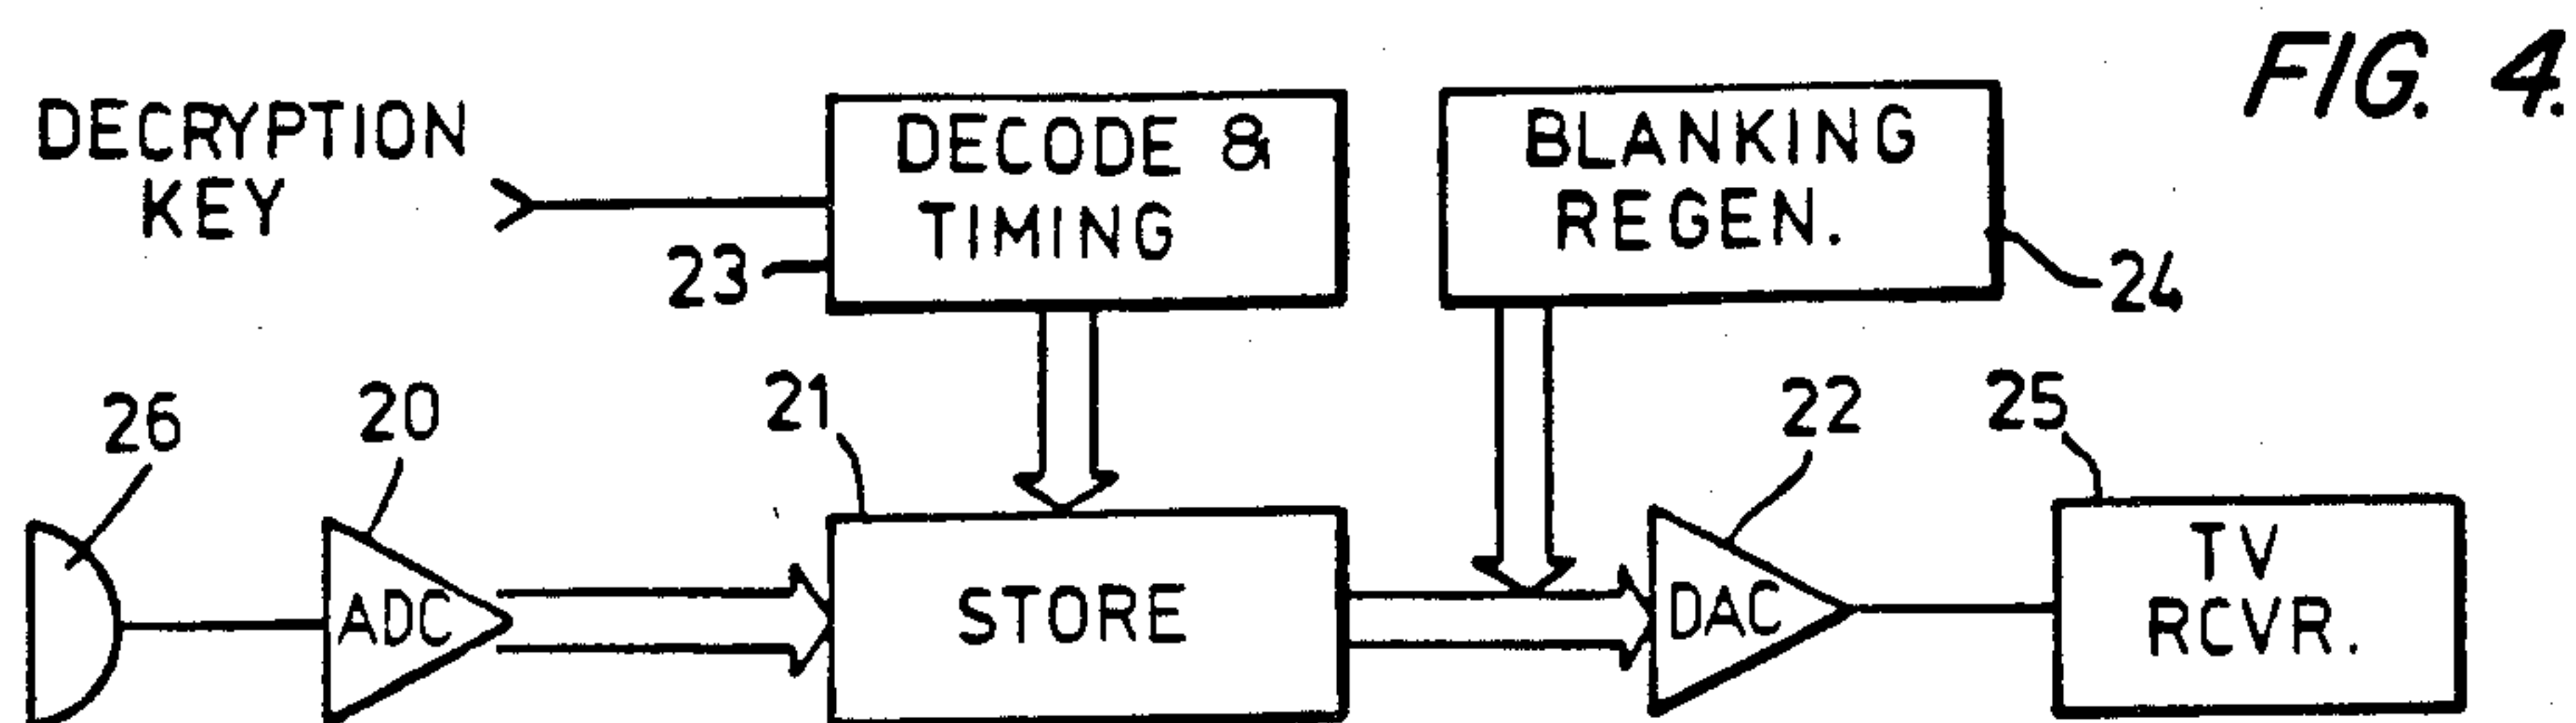 FIG. 4.
DECRYPTION
KEY
DECODE &
TIMING
23
BLANKING
REGEN.
24
26
20
21
22
25
ADC
STORE
DAC
TV
RCVR.